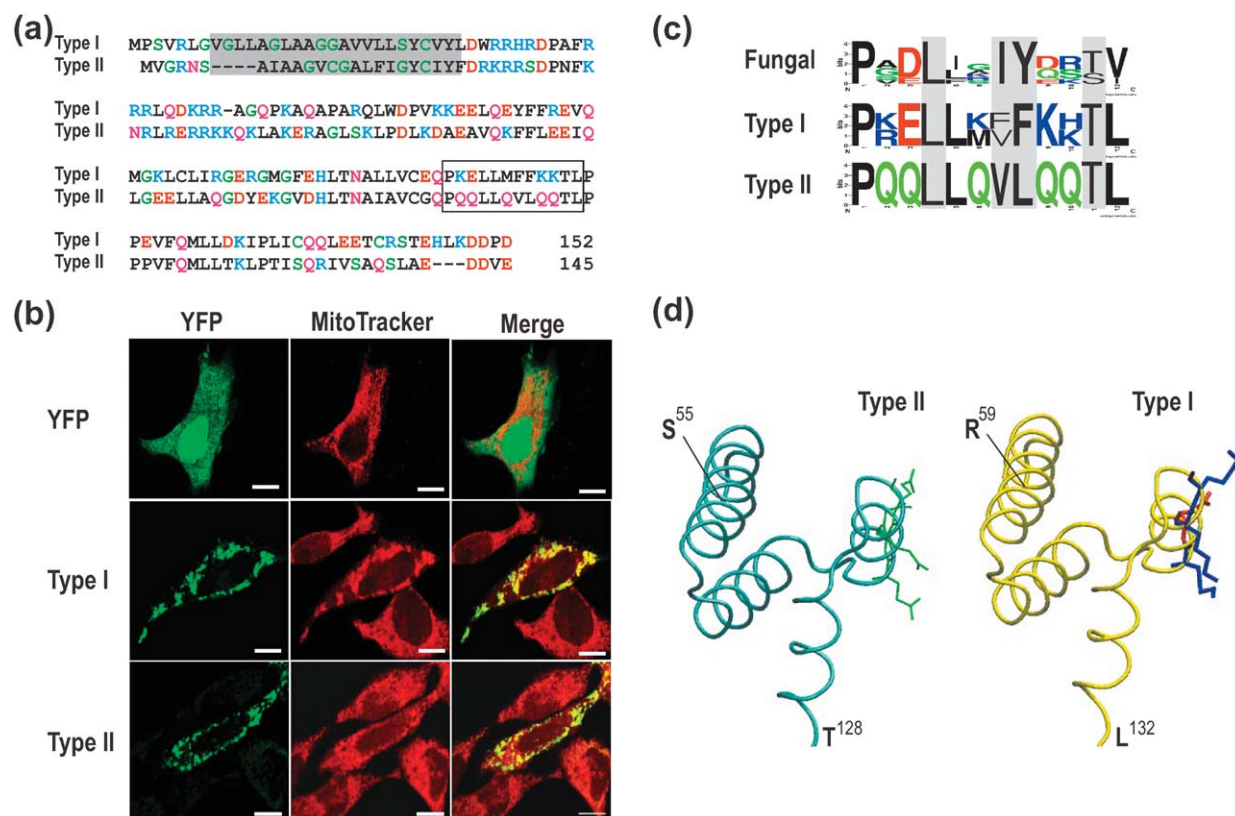 (a)
Type I MPSVRLGVGLLAGLAAGGAVVLLSYCVYLDWRRHRDPAFR
Type II MVGRNS----AIAAGVCGALFIGYCIYFDRKRRSDPNFK
Type I RRLQDKRR-AGQPKAQAPARQLWDPVKKEELQEYFFREVQ
Type II NRLRERRKKQKLAKERAGLSKLPDLKDAEAVQKFFLEEIQ
Type I MGKLCLIRGERGMGFEHLTNALLVCEQPKELLMFFKKTLP
Type II LGEELLAQGDYEKGVDHLTNAIAVCGQPQQLLQVLQQTLP
Type I PEVFQMLLDKIPLICQQLEETCRSTEHLKDDPD 152
Type II PPVFQMLLTKLPTISQRIVSAQSLAE---DDVE 145
(b)
YFP MitoTracker Merge
YFP
Type I
Type II
(c)
Fungal
Type I
Type II PQQLLQVLQQTL
(d)
Type II Type I
S55 R59
T128 L132